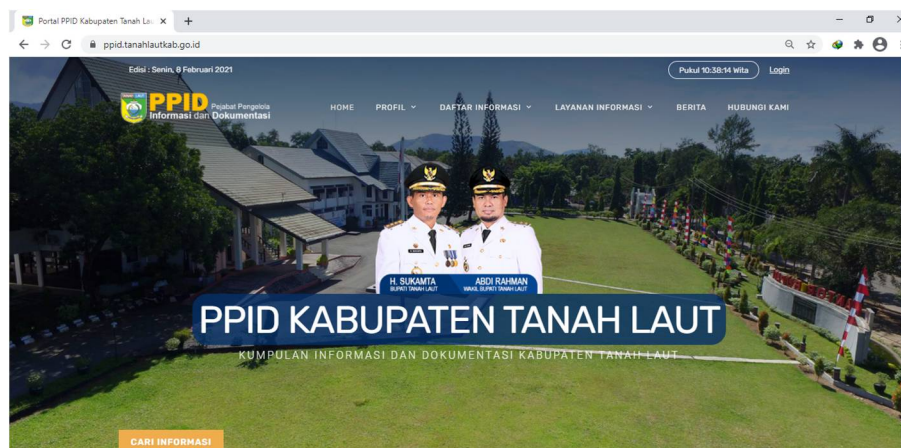 Portal PPID Kabupaten Tanah La
ppid.tanahlautkab.go.id
Edisi : Senin, 8 Februari 2021
Pukul 10:38:14 Wita
Login
PPID Pejabat Pengelola
Informasi dan Dokumentasi
HOME
PROFIL
DAFTAR INFORMASI
LAYANAN INFORMASI
BERITA
HUBUNGI KAMI
H. SUKAMTA
BUPATI TANAH LAUT
ABDI RAHMAN
WAKIL BUPATI TANAH LAUT
PPID KABUPATEN TANAH LAUT
KUMPULAN INFORMASI DAN DOKUMENTASI KABUPATEN TANAH LAUT
CARI INFORMASI